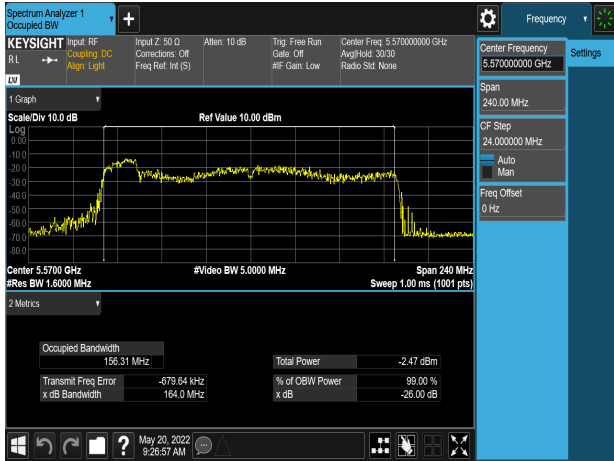 Spectrum Analyzer 1
Occupied BW
Frequency
KEYSIGHT
R L
LXI
Input: RF
Coupling: DC
Align: Light
Input Z: 50 Ω
Corrections: Off
Freq Ref: Int (S)
Atten: 10 dB
Trig: Free Run
Gate: Off
#IF Gain: Low
Center Freq: 5.570000000 GHz
Avg|Hold: 30/30
Radio Std: None
Center Frequency
5.570000000 GHz
Settings
Span
240.00 MHz
CF Step
24.000000 MHz
Auto
Man
Freq Offset
0 Hz
1 Graph
Scale/Div 10.0 dB
Ref Value 10.00 dBm
Log
0.00
-10.0
-20.0
-30.0
-40.0
-50.0
-60.0
-70.0
-80.0
Center 5.5700 GHz
#Video BW 5.0000 MHz
Span 240 MHz
#Res BW 1.6000 MHz
Sweep 1.00 ms (1001 pts)
2 Metrics
Occupied Bandwidth
156.31 MHz
Total Power
-2.47 dBm
Transmit Freq Error
-679.64 kHz
% of OBW Power
99.00 %
x dB Bandwidth
164.0 MHz
x dB
-26.00 dB
?
May 20, 2022
9:26:57 AM